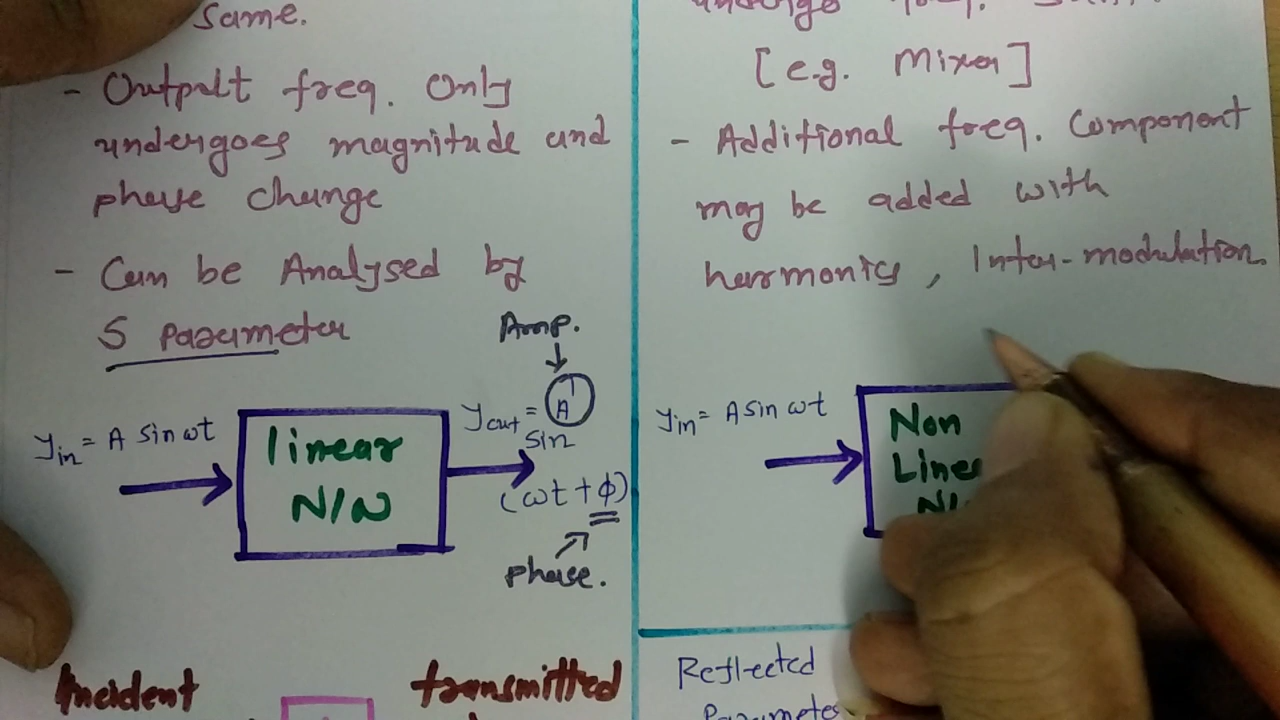 same.
- Output freq. Only
undergoes magnitude and
phase change
- Can be Analysed by
S Parameter
Amp.
yin = A sin ωt
linear
N/W
yout = A'
sin
(ωt + φ)
phase.
Incident
transmitted
[e.g. Mixer]
- Additional freq. Component
may be added with
harmonics, Inter-modulation.
yin = A sin ωt
Non
Reflected